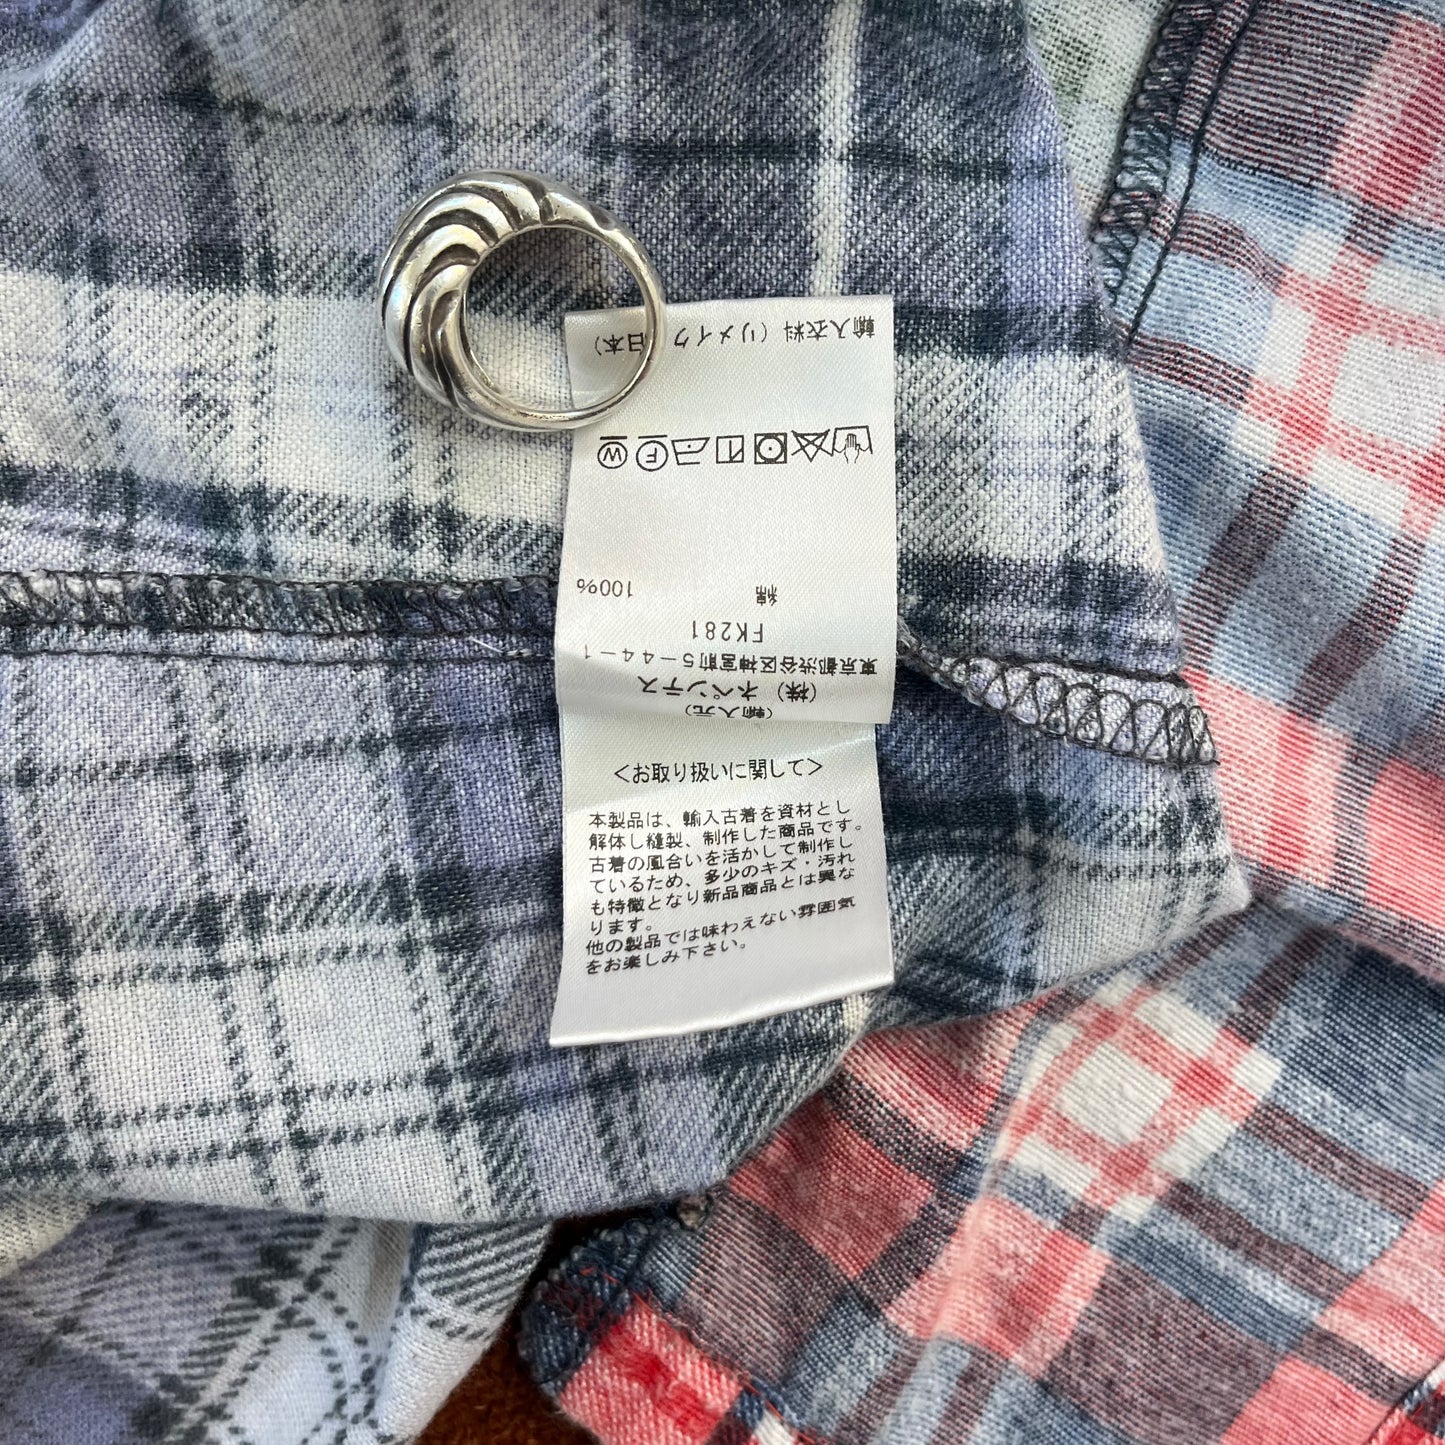 輸入衣料 (リメイク 日本)
W F
綿 100%
FK281
東京都渋谷区神宮前5-44-1
(株) ネペンテス
(輸入元)
<お取り扱いに関して>
本製品は、輸入古着を資材とし
解体し縫製、制作した商品です。
古着の風合いを活かして制作し
ているため、多少のキズ・汚れ
も特徴となり新品商品とは異な
ります。
他の製品では味わえない雰囲気
をお楽しみ下さい。